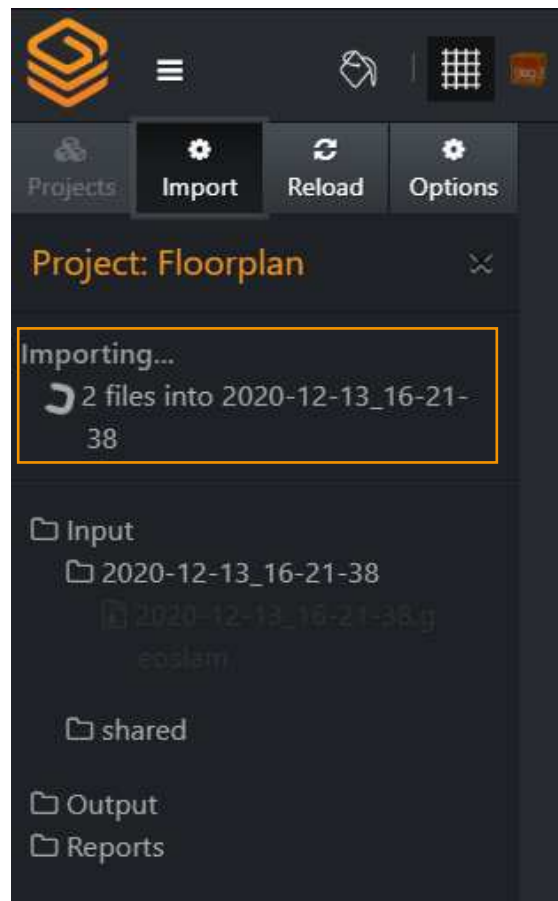 Projects Import Reload Options
Project: Floorplan
Importing...
2 files into 2020-12-13_16-21-
38
Input
2020-12-13_16-21-38
2020-12-13_16-21-38.g
eoslam
shared
Output
Reports